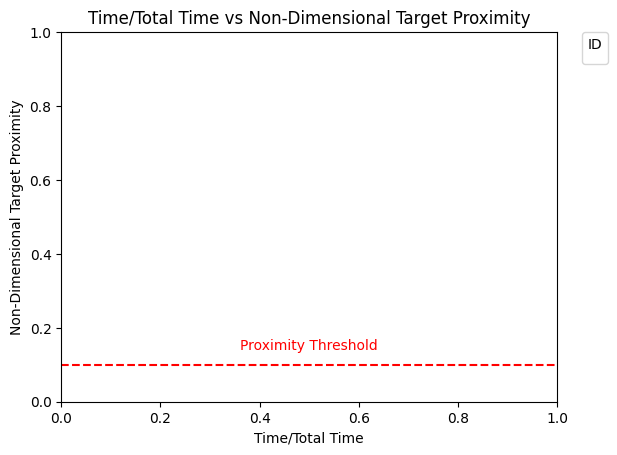 Time/Total Time vs Non-Dimensional Target Proximity
ID
1.0
0.8
0.6
0.4
0.2
0.0
Non-Dimensional Target Proximity
Proximity Threshold
0.0 0.2 0.4 0.6 0.8 1.0
Time/Total Time